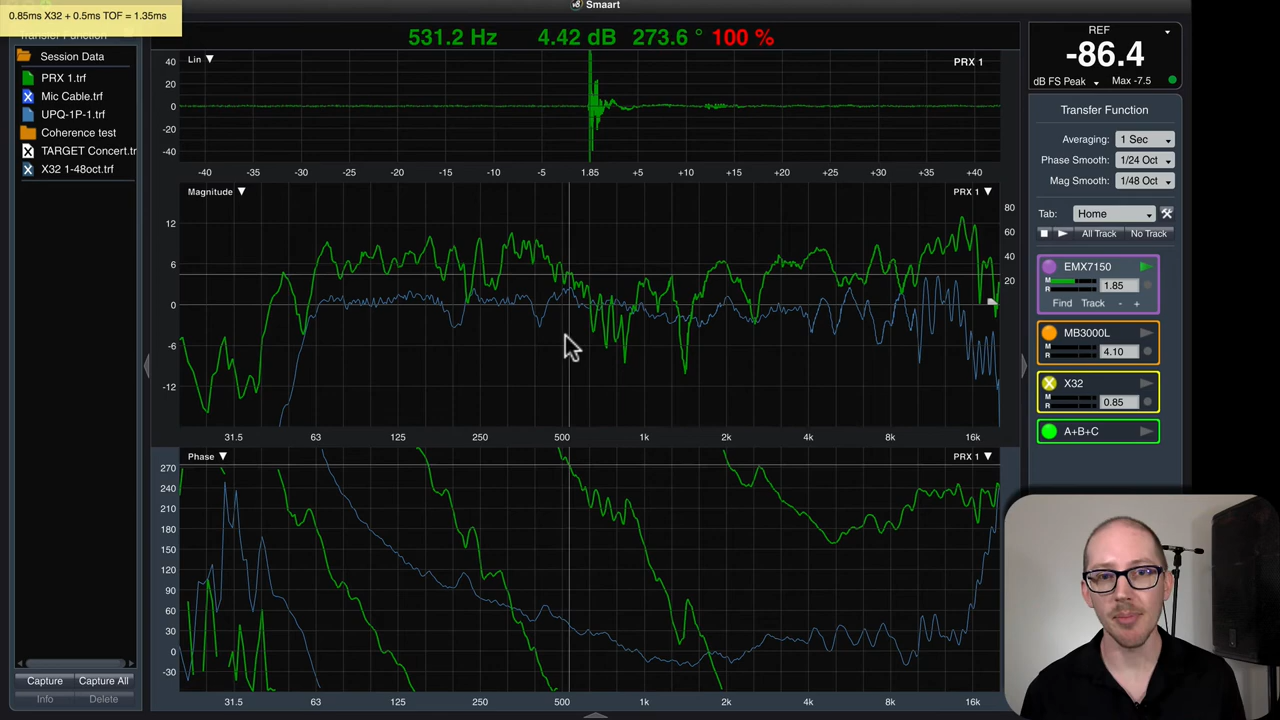 Smaart
0.85ms X32 + 0.5ms TOF = 1.35ms
Session Data
PRX 1.trf
Mic Cable.trf
UPQ-1P-1.trf
Coherence test
TARGET Concert.tr
X32 1-48oct.trf
Capture Capture All
Info Delete
531.2 Hz 4.42 dB 273.6 ° 100 %
Lin ▼ PRX 1
40
20
0
-20
-40
-40 -35 -30 -25 -20 -15 -10 -5 1.85 +5 +10 +15 +20 +25 +30 +35 +40
Magnitude ▼ PRX 1 ▼
12
6
0
-6
-12
80
60
40
20
31.5 63 125 250 500 1k 2k 4k 8k 16k
Phase ▼ PRX 1 ▼
270
240
210
180
150
120
90
60
30
0
-30
31.5 63 125 250 500 1k 2k 4k 8k 16k
REF
-86.4
dB FS Peak Max -7.5
Transfer Function
Averaging: 1 Sec
Phase Smooth: 1/24 Oct
Mag Smooth: 1/48 Oct
Tab: Home
All Track No Track
EMX7150
M
R 1.85
Find Track - +
MB3000L
M
R 4.10
X X32
M
R 0.85
A+B+C